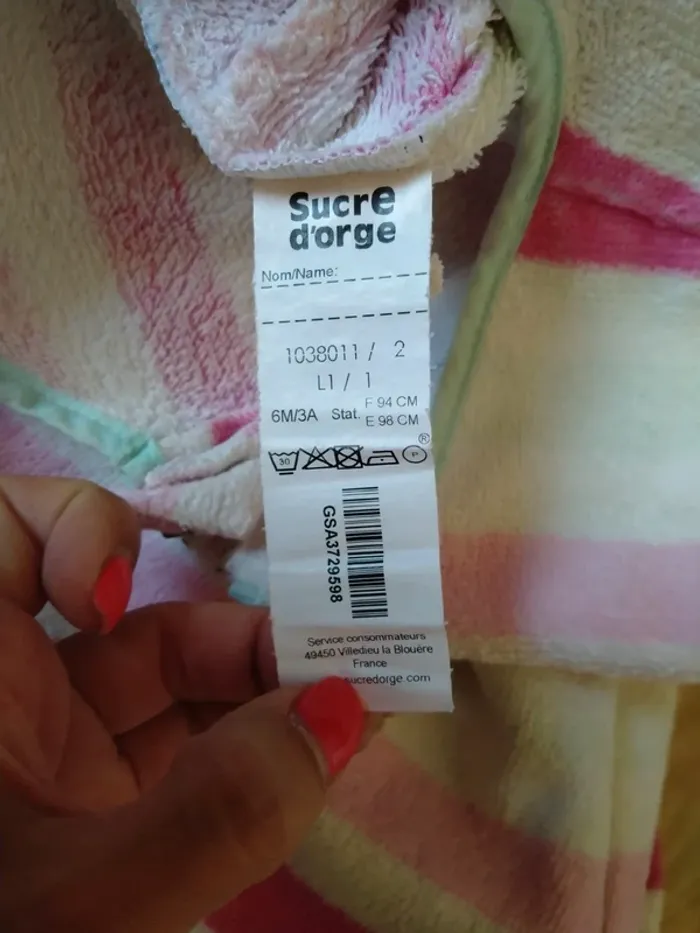 Sucre
d'orge
Nom/Name:
1038011 / 2
L1 / 1
6M/3A Stat. F 94 CM
E 98 CM
®
30 P
GSA3729598
Service consommateurs
49450 Villedieu la Blouère
France
sucredorge.com